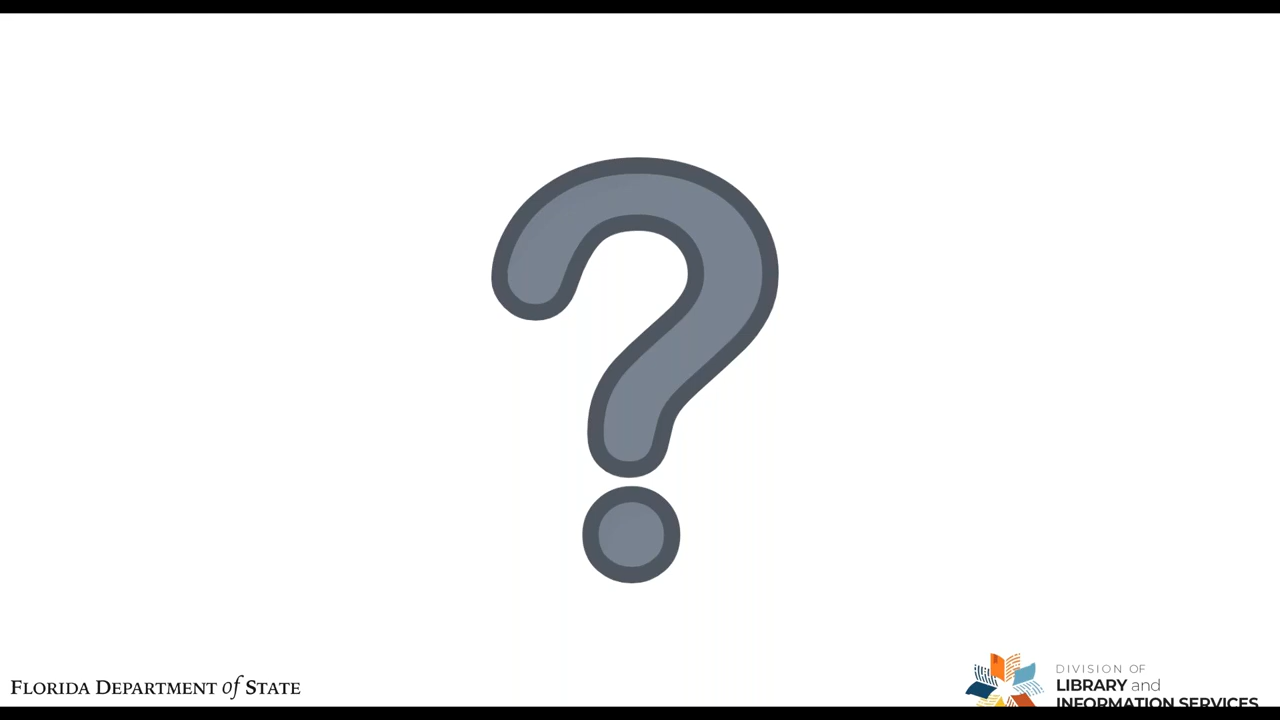 ?
FLORIDA DEPARTMENT of STATE
DIVISION OF
LIBRARY and
INFORMATION SERVICES